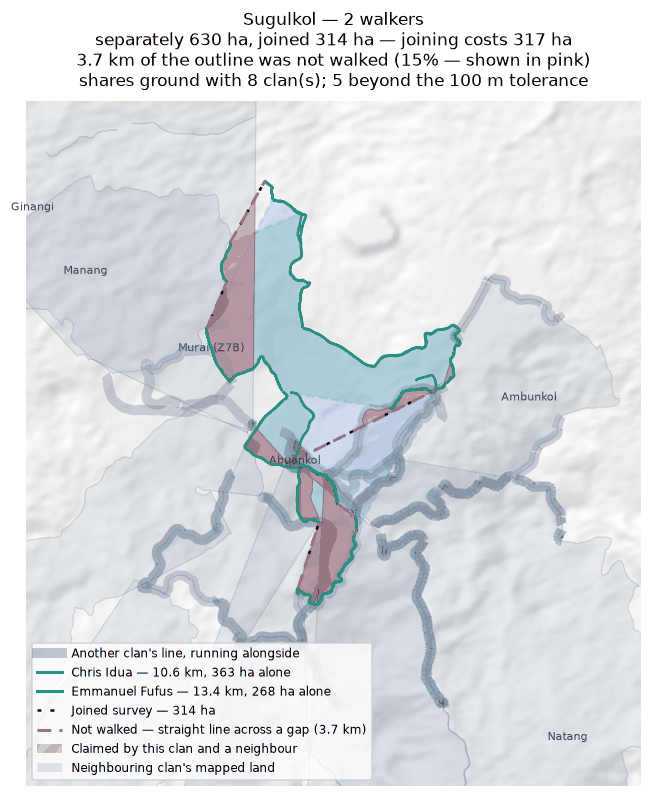 Sugulkol — 2 walkers
separately 630 ha, joined 314 ha — joining costs 317 ha
3.7 km of the outline was not walked (15% — shown in pink)
shares ground with 8 clan(s); 5 beyond the 100 m tolerance
Ginangi
Manang
Murai (Z7B)
Ambunkol
Abuankol
Natang
Another clan's line, running alongside
Chris Idua — 10.6 km, 363 ha alone
Emmanuel Fufus — 13.4 km, 268 ha alone
Joined survey — 314 ha
Not walked — straight line across a gap (3.7 km)
Claimed by this clan and a neighbour
Neighbouring clan's mapped land